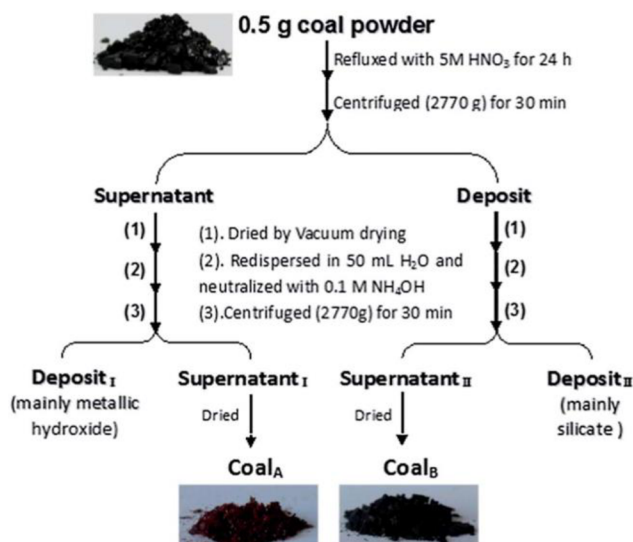 0.5 g coal powder
Refluxed with 5M HNO₃ for 24 h
Centrifuged (2770 g) for 30 min
Supernatant
Deposit
(1)
(2)
(3)
(1). Dried by Vacuum drying
(2). Redispersed in 50 mL H₂O and
neutralized with 0.1 M NH₄OH
(3).Centrifuged (2770g) for 30 min
(1)
(2)
(3)
Deposit I
(mainly metallic
hydroxide)
Supernatant I
Dried
Supernatant II
Dried
Deposit II
(mainly
silicate )
Coal_A
Coal_B